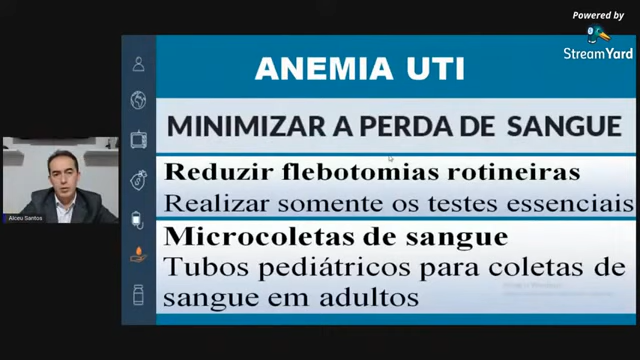 Powered by
StreamYard
ANEMIA UTI
MINIMIZAR A PERDA DE SANGUE
Reduzir flebotomias rotineiras
Realizar somente os testes essenciais
Microcoletas de sangue
Tubos pediátricos para coletas de
sangue em adultos
Alceu Santos